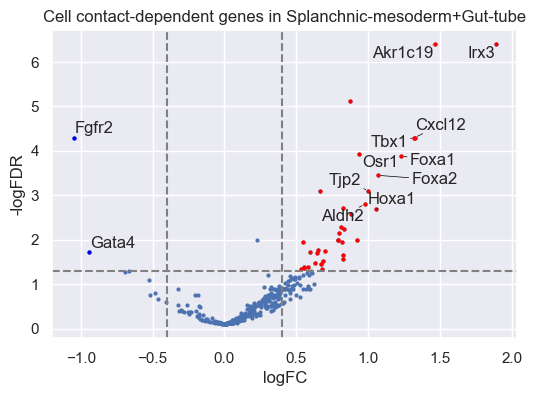 Cell contact-dependent genes in Splanchnic-mesoderm+Gut-tube
Akr1c19
Irx3
6
5
Fgfr2
Cxcl12
Tbx1
4
Osr1
Foxa1
Foxa2
Tjp2
3
Hoxa1
Aldh2
Gata4
2
1
0
-logFDR
−1.0
−0.5
0.0
0.5
1.0
1.5
2.0
logFC